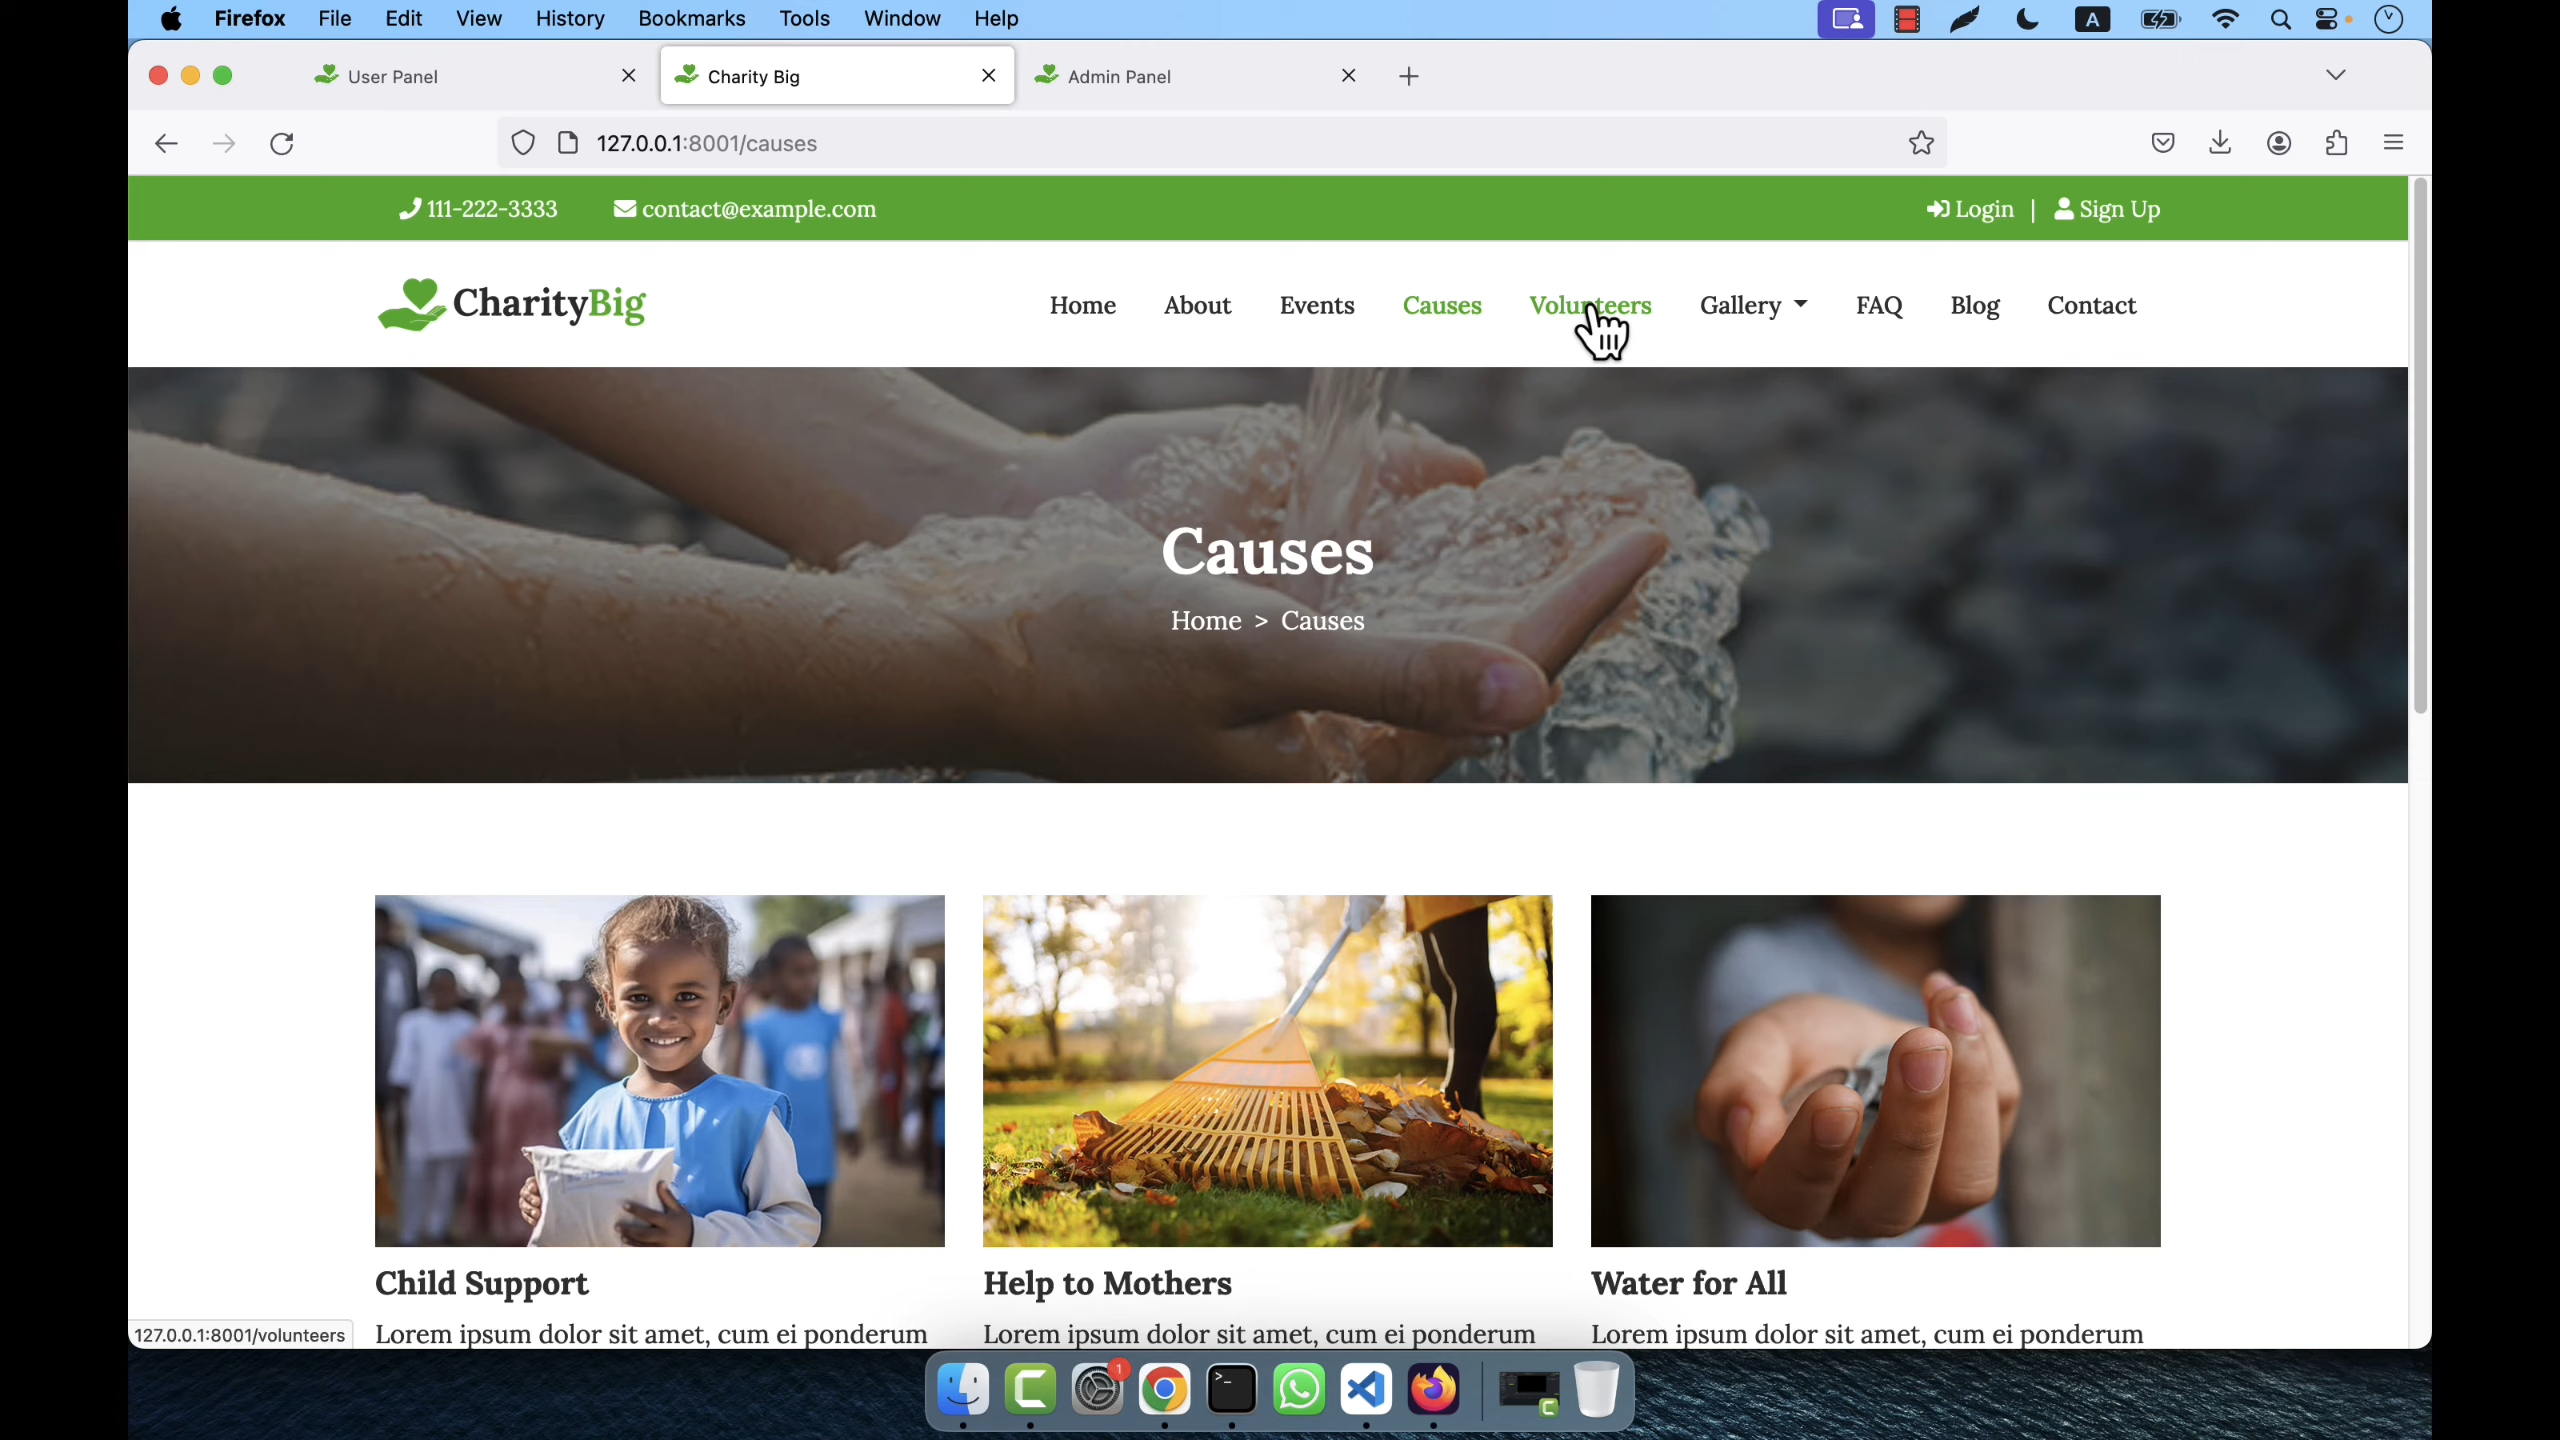 Firefox File Edit View History Bookmarks Tools Window Help A
User Panel Charity Big Admin Panel
127.0.0.1:8001/causes
111-222-3333 contact@example.com Login | Sign Up
CharityBig Home About Events Causes Volunteers Gallery FAQ Blog Contact
Causes
Home > Causes
Child Support Help to Mothers Water for All
Lorem ipsum dolor sit amet, cum ei ponderum Lorem ipsum dolor sit amet, cum ei ponderum Lorem ipsum dolor sit amet, cum ei ponderum
127.0.0.1:8001/volunteers
1